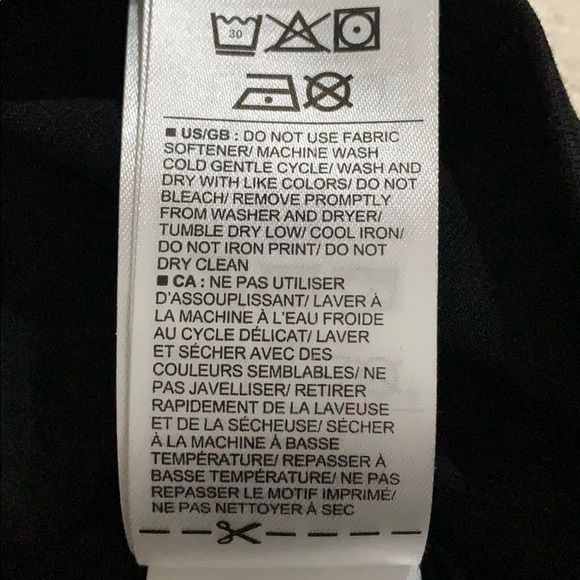 30
■ US/GB : DO NOT USE FABRIC
SOFTENER/ MACHINE WASH
COLD GENTLE CYCLE/ WASH AND
DRY WITH LIKE COLORS/ DO NOT
BLEACH/ REMOVE PROMPTLY
FROM WASHER AND DRYER/
TUMBLE DRY LOW/ COOL IRON/
DO NOT IRON PRINT/ DO NOT
DRY CLEAN
■ CA : NE PAS UTILISER
D'ASSOUPLISSANT/ LAVER À
LA MACHINE À L'EAU FROIDE
AU CYCLE DÉLICAT/ LAVER
ET SÉCHER AVEC DES
COULEURS SEMBLABLES/ NE
PAS JAVELLISER/ RETIRER
RAPIDEMENT DE LA LAVEUSE
ET DE LA SÉCHEUSE/ SÉCHER
À LA MACHINE À BASSE
TEMPÉRATURE/ REPASSER À
BASSE TEMPÉRATURE/ NE PAS
REPASSER LE MOTIF IMPRIMÉ/
NE PAS NETTOYER À SEC